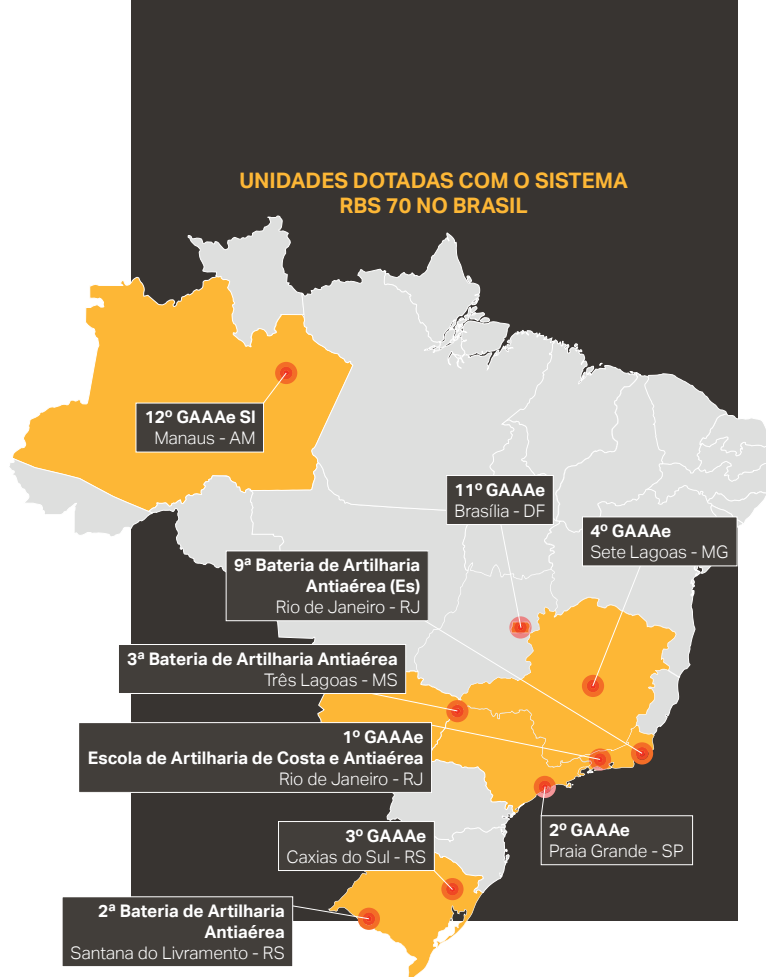 UNIDADES DOTADAS COM O SISTEMA
RBS 70 NO BRASIL
12º GAAAe SI
Manaus - AM
11º GAAAe
Brasília - DF
4º GAAAe
Sete Lagoas - MG
9ª Bateria de Artilharia
Antiaérea (Es)
Rio de Janeiro - RJ
3ª Bateria de Artilharia Antiaérea
Três Lagoas - MS
1º GAAAe
Escola de Artilharia de Costa e Antiaérea
Rio de Janeiro - RJ
2º GAAAe
Praia Grande - SP
3º GAAAe
Caxias do Sul - RS
2ª Bateria de Artilharia
Antiaérea
Santana do Livramento - RS